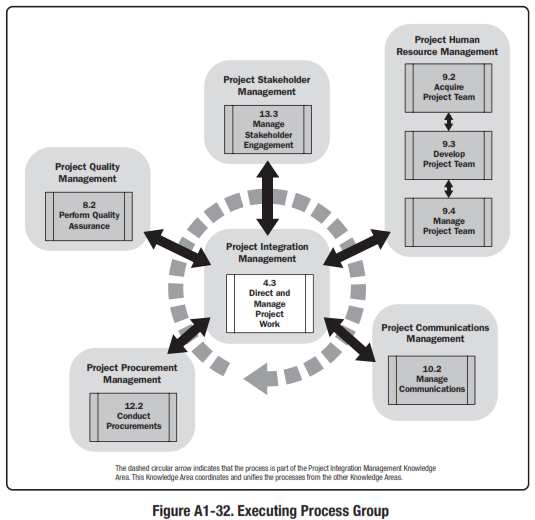 Project Human
Resource Management
9.2
Acquire
Project Team
9.3
Develop
Project Team
9.4
Manage
Project Team
Project Stakeholder
Management
13.3
Manage
Stakeholder
Engagement
Project Quality
Management
8.2
Perform Quality
Assurance
Project Integration
Management
4.3
Direct and
Manage
Project
Work
Project Communications
Management
10.2
Manage
Communications
Project Procurement
Management
12.2
Conduct
Procurements
The dashed circular arrow indicates that the process is part of the Project Integration Management Knowledge
Area. This Knowledge Area coordinates and unifies the processes from the other Knowledge Areas.
Figure A1-32. Executing Process Group